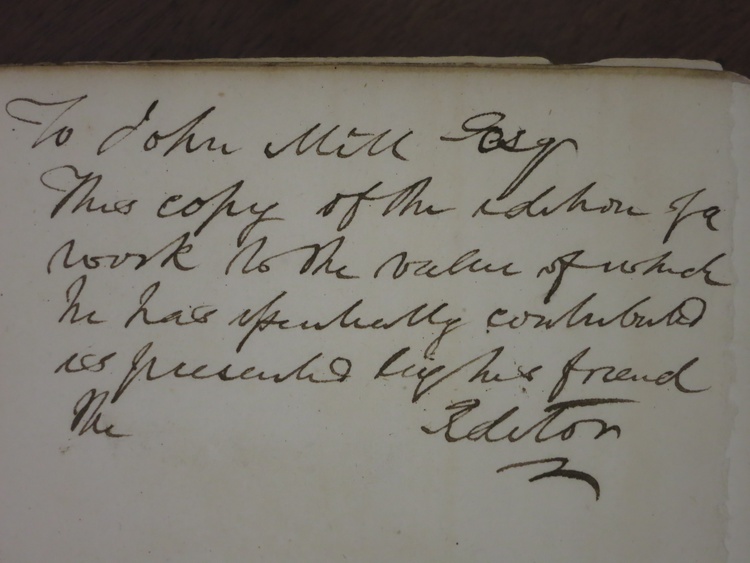 To John Mill Esq
This copy of the edition of a
work to the value of which
he has essentially contributed
is presented by his friend
the Editor